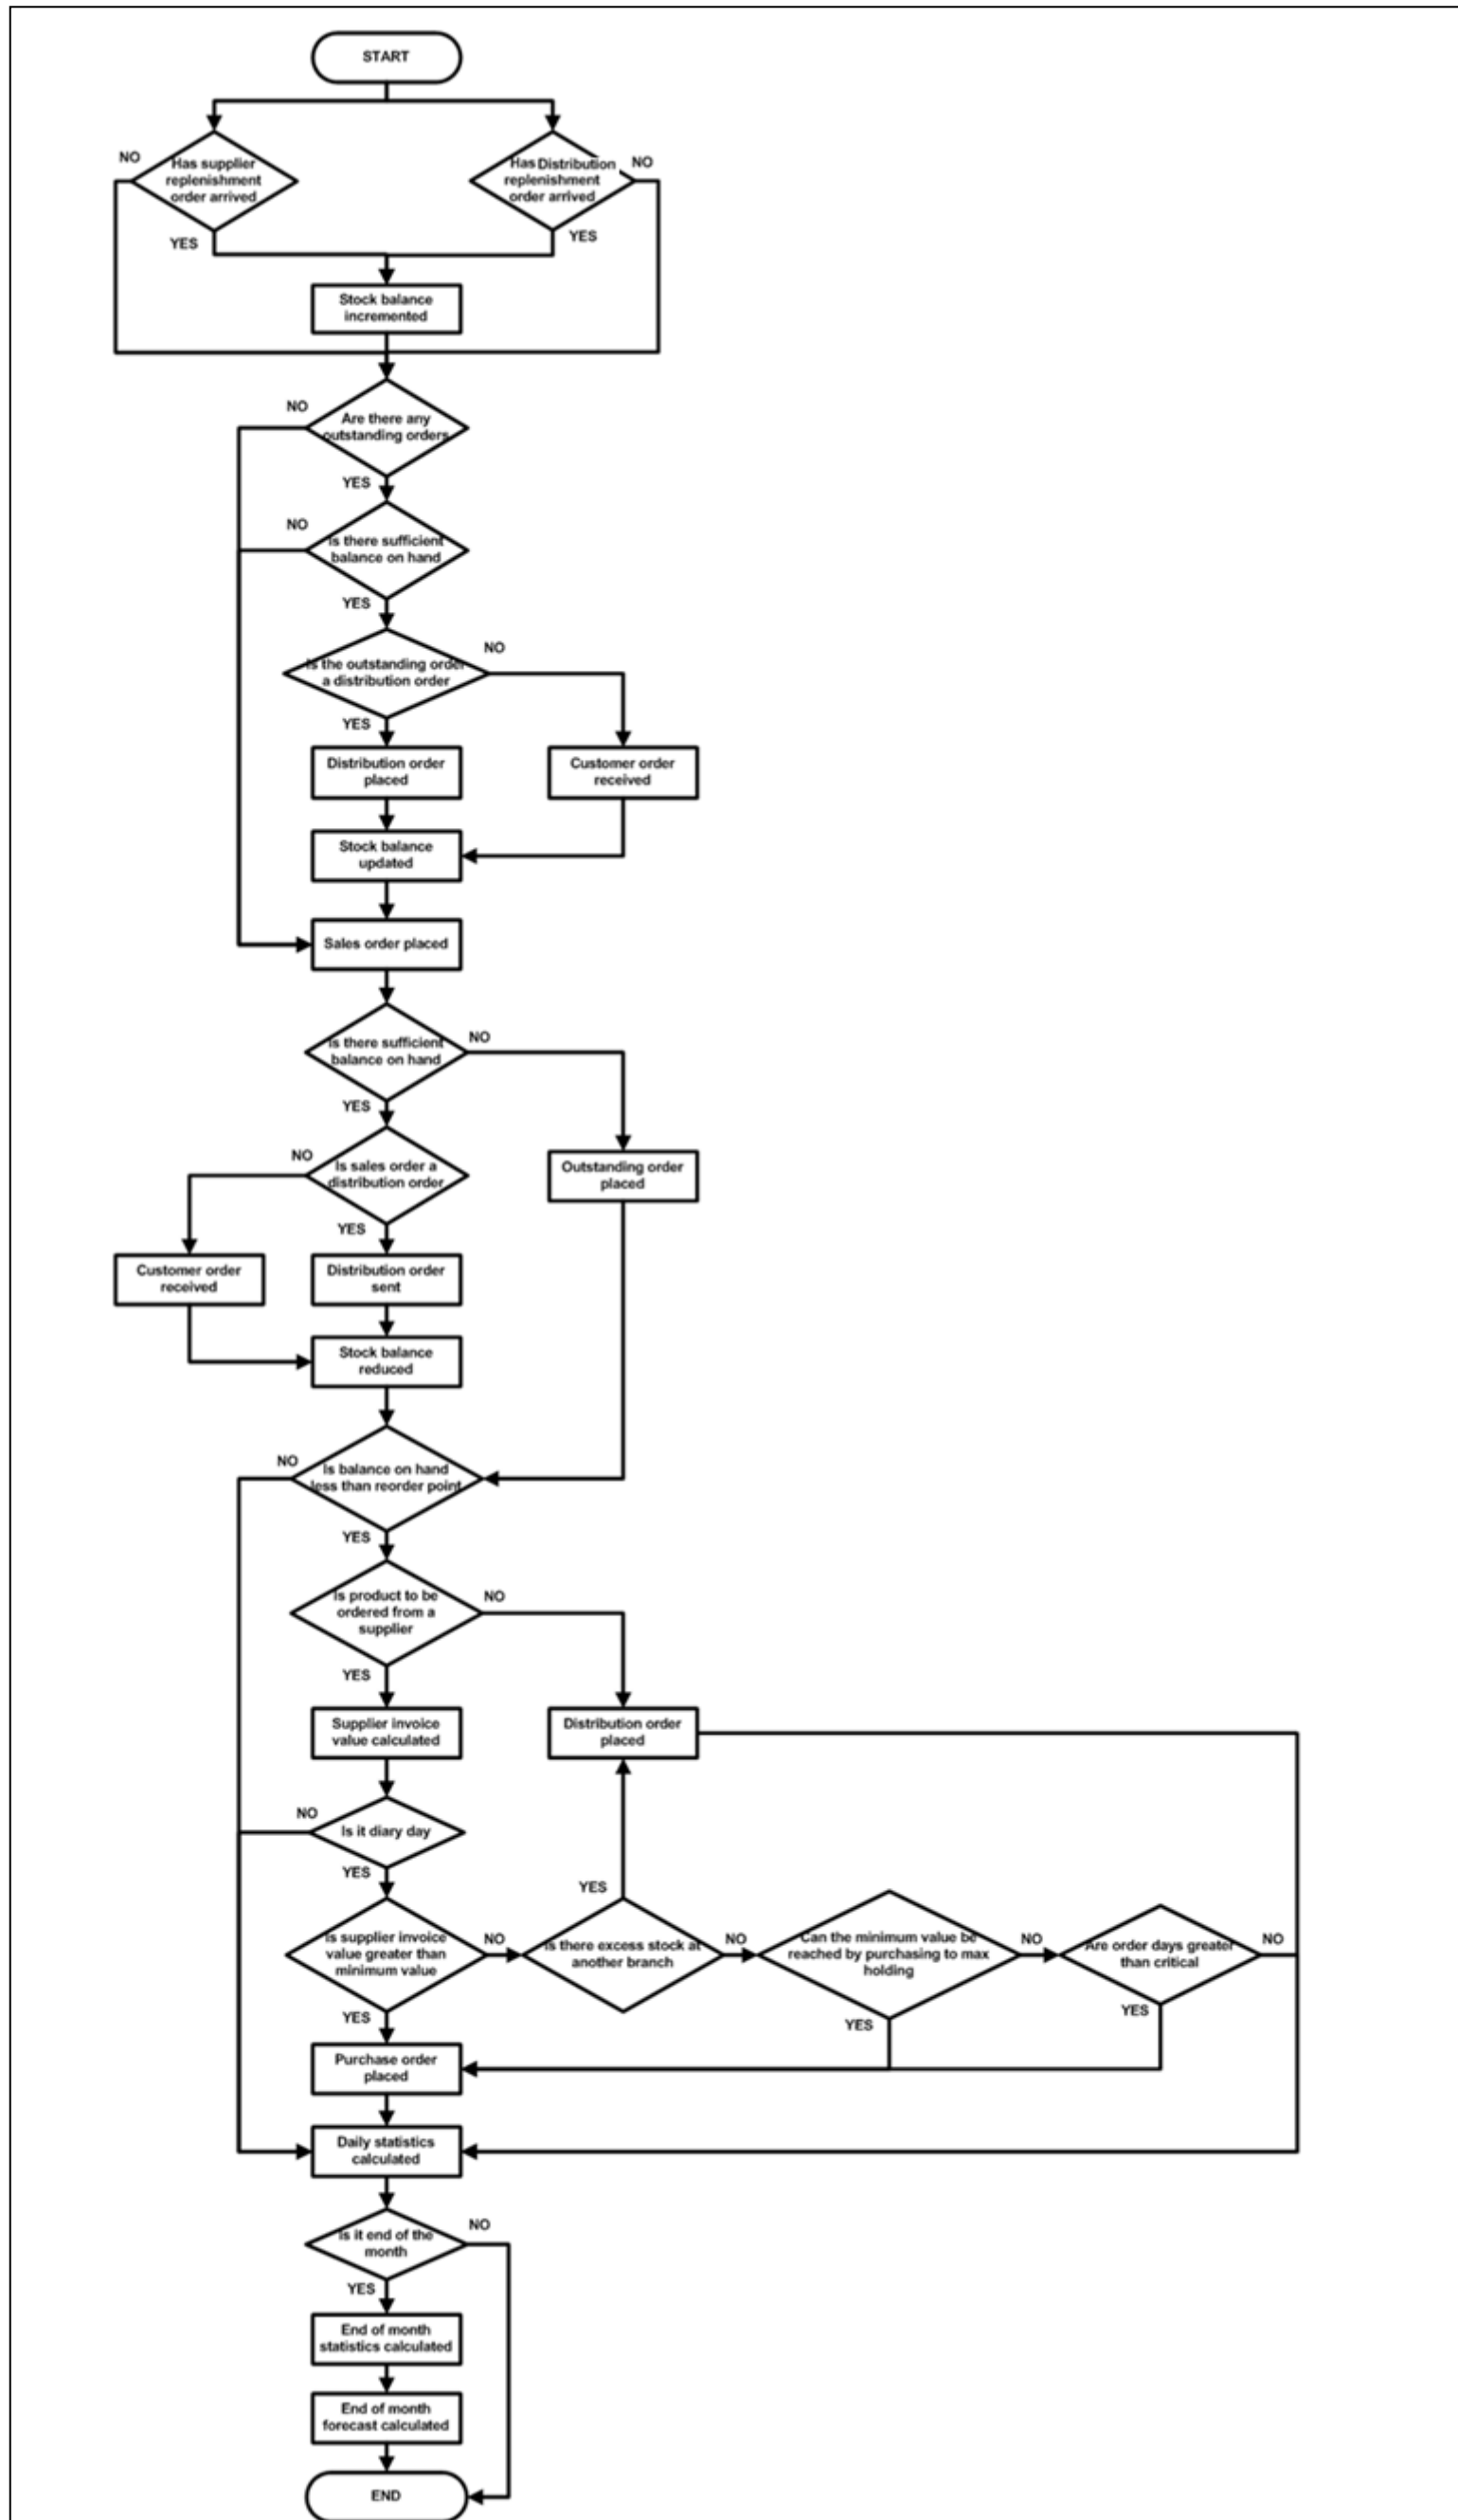 START
NO
Has supplier
replenishment
order arrived
YES
Has Distribution
replenishment
order arrived
NO
YES
Stock balance
incremented
NO
Are there any
outstanding orders
YES
NO
Is there sufficient
balance on hand
YES
Is the outstanding order
a distribution order
NO
YES
Distribution order
placed
Customer order
received
Stock balance
updated
Sales order placed
Is there sufficient
balance on hand
NO
YES
NO
Is sales order a
distribution order
Outstanding order
placed
YES
Customer order
received
Distribution order
sent
Stock balance
reduced
NO
Is balance on hand
less than reorder point
YES
Is product to be
ordered from a
supplier
NO
YES
Supplier invoice
value calculated
Distribution order
placed
NO
Is it diary day
YES
YES
Is supplier invoice
value greater than
minimum value
NO
Is there excess stock at
another branch
NO
Can the minimum value be
reached by purchasing to max
holding
NO
Are order days greater
than critical
NO
YES
YES
YES
Purchase order
placed
Daily statistics
calculated
Is it end of the
month
NO
YES
End of month
statistics calculated
End of month
forecast calculated
END